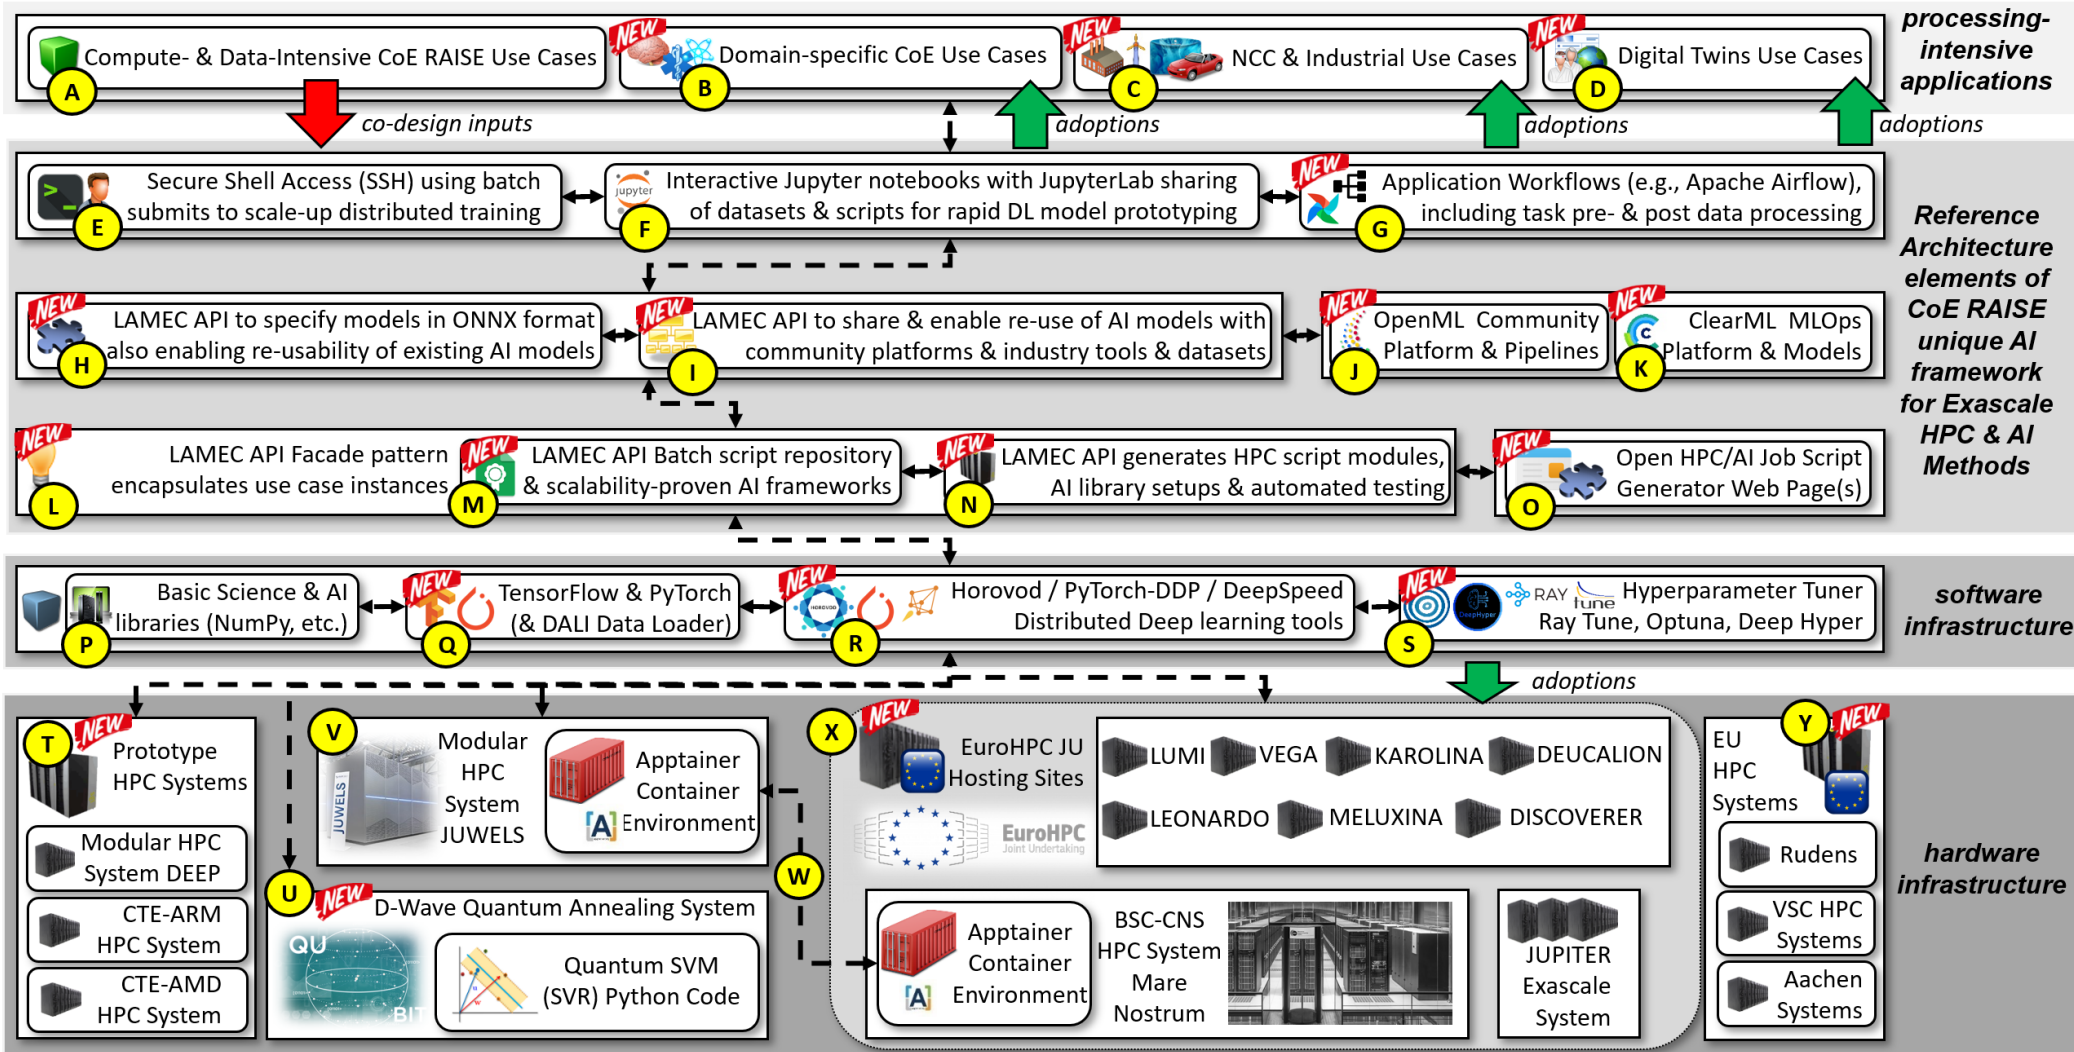 processing-
intensive
applications
NEW
Compute- & Data-Intensive CoE RAISE Use Cases
A
NEW
Domain-specific CoE Use Cases
B
NEW
NCC & Industrial Use Cases
C
NEW
Digital Twins Use Cases
D
co-design inputs
adoptions
adoptions
adoptions
Secure Shell Access (SSH) using batch
submits to scale-up distributed training
E
jupyter
Interactive Jupyter notebooks with JupyterLab sharing
of datasets & scripts for rapid DL model prototyping
F
NEW
Application Workflows (e.g., Apache Airflow),
including task pre- & post data processing
G
Reference
Architecture
elements of
CoE RAISE
unique AI
framework
for Exascale
HPC & AI
Methods
NEW
LAMEC API to specify models in ONNX format
also enabling re-usability of existing AI models
H
NEW
LAMEC API to share & enable re-use of AI models with
community platforms & industry tools & datasets
I
NEW
OpenML Community
Platform & Pipelines
J
NEW
ClearML MLOps
Platform & Models
K
NEW
LAMEC API Facade pattern
encapsulates use case instances
L
NEW
LAMEC API Batch script repository
& scalability-proven AI frameworks
M
NEW
LAMEC API generates HPC script modules,
AI library setups & automated testing
N
NEW
Open HPC/AI Job Script
Generator Web Page(s)
O
software
infrastructure
Basic Science & AI
libraries (NumPy, etc.)
P
NEW
TensorFlow & PyTorch
(& DALI Data Loader)
Q
NEW
HOROVOD
Horovod / PyTorch-DDP / DeepSpeed
Distributed Deep learning tools
R
NEW
DeepHyper
RAY
tune
Hyperparameter Tuner
Ray Tune, Optuna, Deep Hyper
S
adoptions
hardware
infrastructure
T
NEW
Prototype
HPC Systems
Modular HPC
System DEEP
CTE-ARM
HPC System
CTE-AMD
HPC System
V
JUWELS
Modular
HPC
System
JUWELS
Apptainer
Container
Environment
[A]
U
NEW
D-Wave Quantum Annealing System
QU
BIT
Quantum SVM
(SVR) Python Code
W
X
NEW
EuroHPC JU
Hosting Sites
EuroHPC
Joint Undertaking
LUMI
VEGA
KAROLINA
DEUCALION
LEONARDO
MELUXINA
DISCOVERER
Apptainer
Container
Environment
[A]
BSC-CNS
HPC System
Mare
Nostrum
JUPITER
Exascale
System
Y
NEW
EU
HPC
Systems
Rudens
VSC HPC
Systems
Aachen
Systems